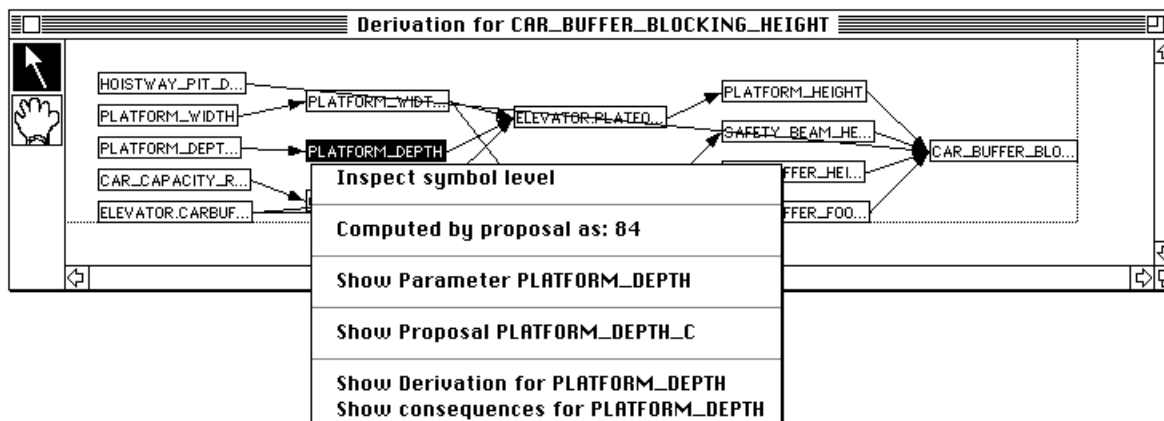 Derivation for CAR_BUFFER_BLOCKING_HEIGHT
HOISTWAY_PIT_D...
PLATFORM_WIDTH
PLATFORM_DEPT...
CAR_CAPACITY_R...
ELEVATOR.CARBUF...
PLATFORM_WIDT...
PLATFORM_DEPTH
ELEVATOR.PLATFO...
PLATFORM_HEIGHT
SAFETY_BEAM_HE...
FFER_HEI...
FFER_FOO...
CAR_BUFFER_BLO...
Inspect symbol level
Computed by proposal as: 84
Show Parameter PLATFORM_DEPTH
Show Proposal PLATFORM_DEPTH_C
Show Derivation for PLATFORM_DEPTH
Show consequences for PLATFORM_DEPTH